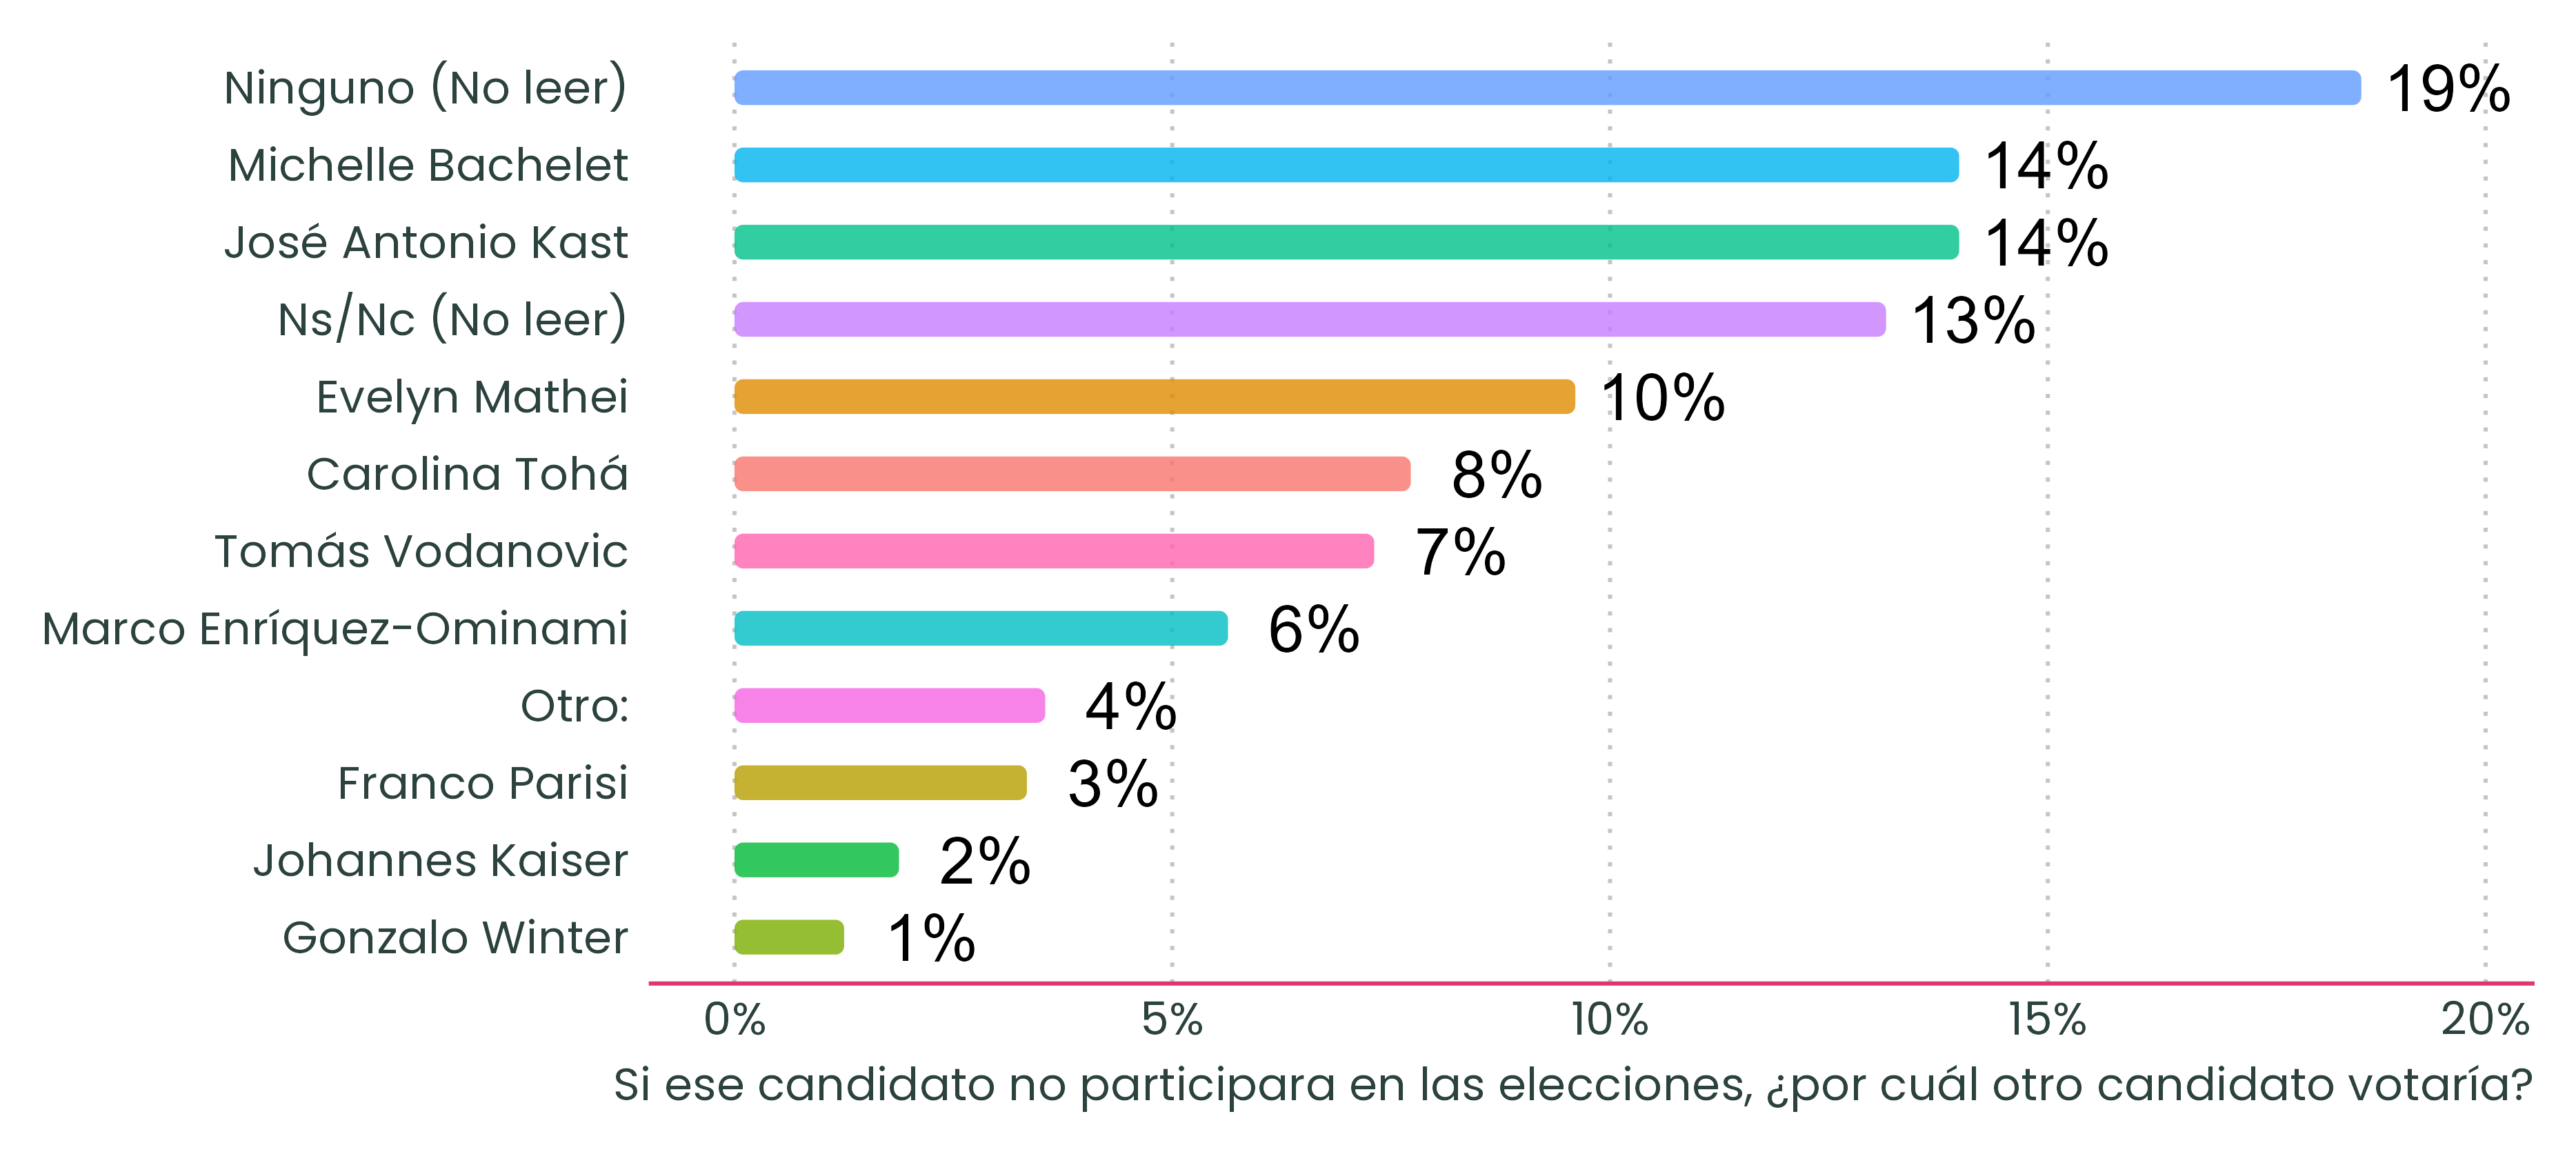 Ninguno (No leer) 19%
Michelle Bachelet 14%
José Antonio Kast 14%
Ns/Nc (No leer) 13%
Evelyn Mathei 10%
Carolina Tohá 8%
Tomás Vodanovic 7%
Marco Enríquez-Ominami 6%
Otro: 4%
Franco Parisi 3%
Johannes Kaiser 2%
Gonzalo Winter 1%
0% 5% 10% 15% 20%
Si ese candidato no participara en las elecciones, ¿por cuál otro candidato votaría?